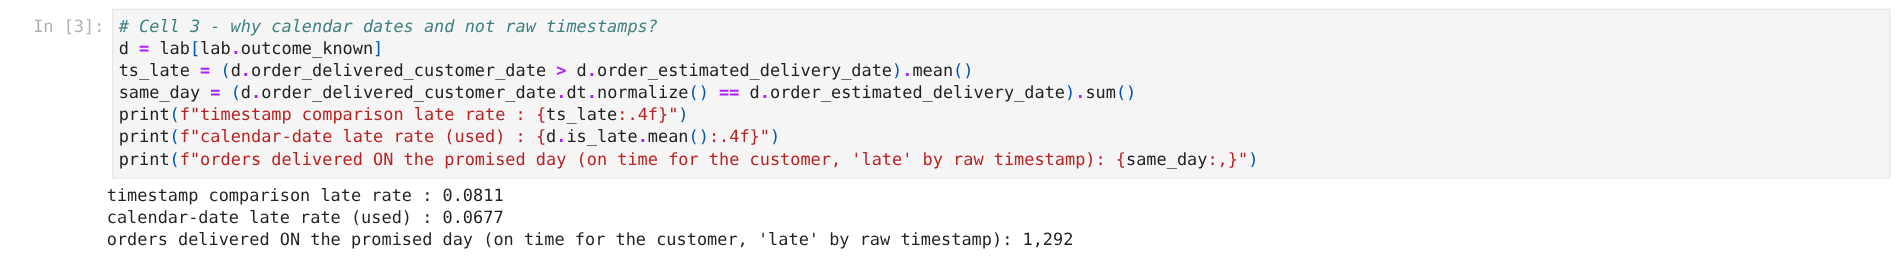 In [3]:
# Cell 3 - why calendar dates and not raw timestamps?
d = lab[lab.outcome_known]
ts_late = (d.order_delivered_customer_date > d.order_estimated_delivery_date).mean()
same_day = (d.order_delivered_customer_date.dt.normalize() == d.order_estimated_delivery_date).sum()
print(f"timestamp comparison late rate : {ts_late:.4f}")
print(f"calendar-date late rate (used) : {d.is_late.mean():.4f}")
print(f"orders delivered ON the promised day (on time for the customer, 'late' by raw timestamp): {same_day:,}")
timestamp comparison late rate : 0.0811
calendar-date late rate (used) : 0.0677
orders delivered ON the promised day (on time for the customer, 'late' by raw timestamp): 1,292